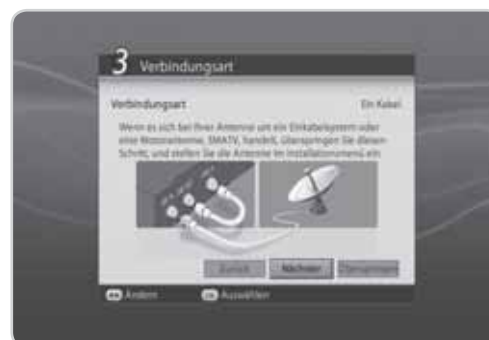 3 Verbindungsart
Verbindungsart Ein Kabel
Wenn es sich bei Ihrer Antenne um ein Einkabelsystem oder
eine Motorantenne, SMATV, handelt, überspringen Sie diesen
Schritt, und stellen Sie die Antenne im Installationsmenü ein.
Zurück Nächster Überspringen
Ändern OK Auswählen